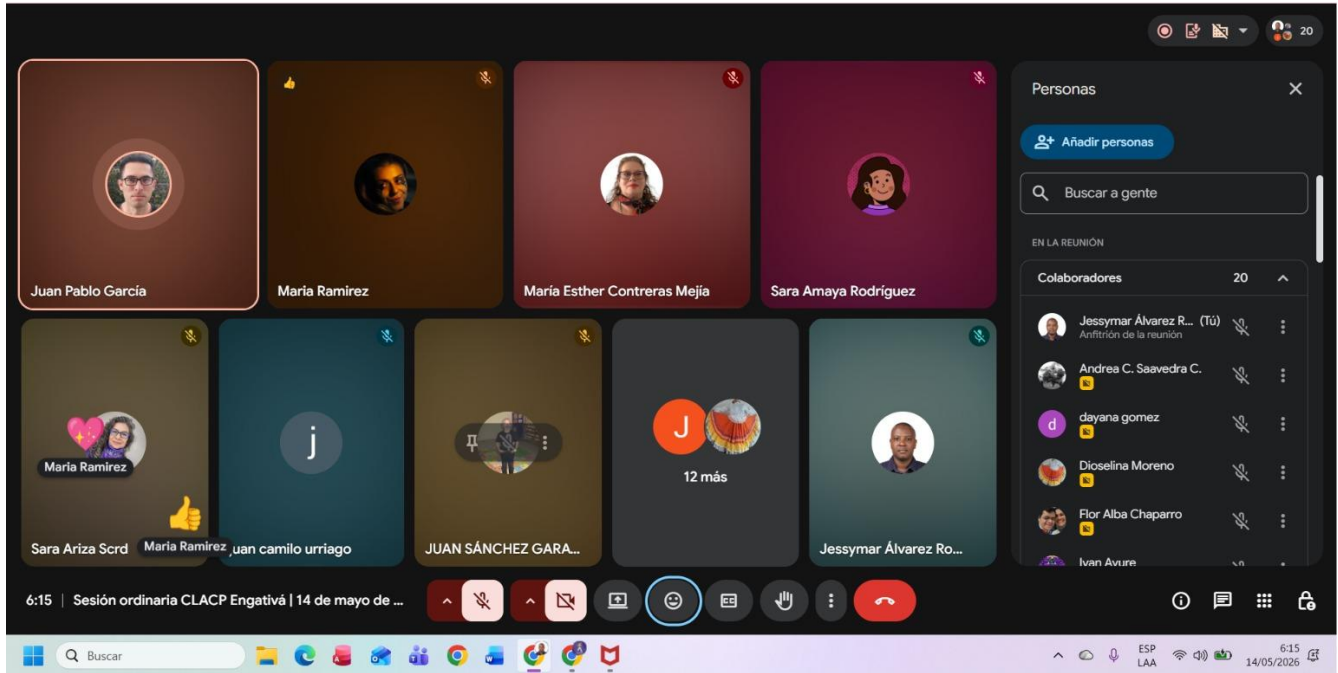 20
Juan Pablo García
Maria Ramirez
María Esther Contreras Mejía
Sara Amaya Rodríguez
Maria Ramirez
Sara Ariza Scrd
Maria Ramirez
juan camilo urriago
j
JUAN SÁNCHEZ GARA...
J
12 más
Jessymar Álvarez Ro...
Personas
Añadir personas
Buscar a gente
EN LA REUNIÓN
Colaboradores 20
Jessymar Álvarez R... (Tú)
Anfitrión de la reunión
Andrea C. Saavedra C.
d
dayana gomez
Dioselina Moreno
Flor Alba Chaparro
Ivan Ayure
6:15 | Sesión ordinaria CLACP Engativá | 14 de mayo de ...
Buscar
ESP
LAA
6:15
14/05/2026